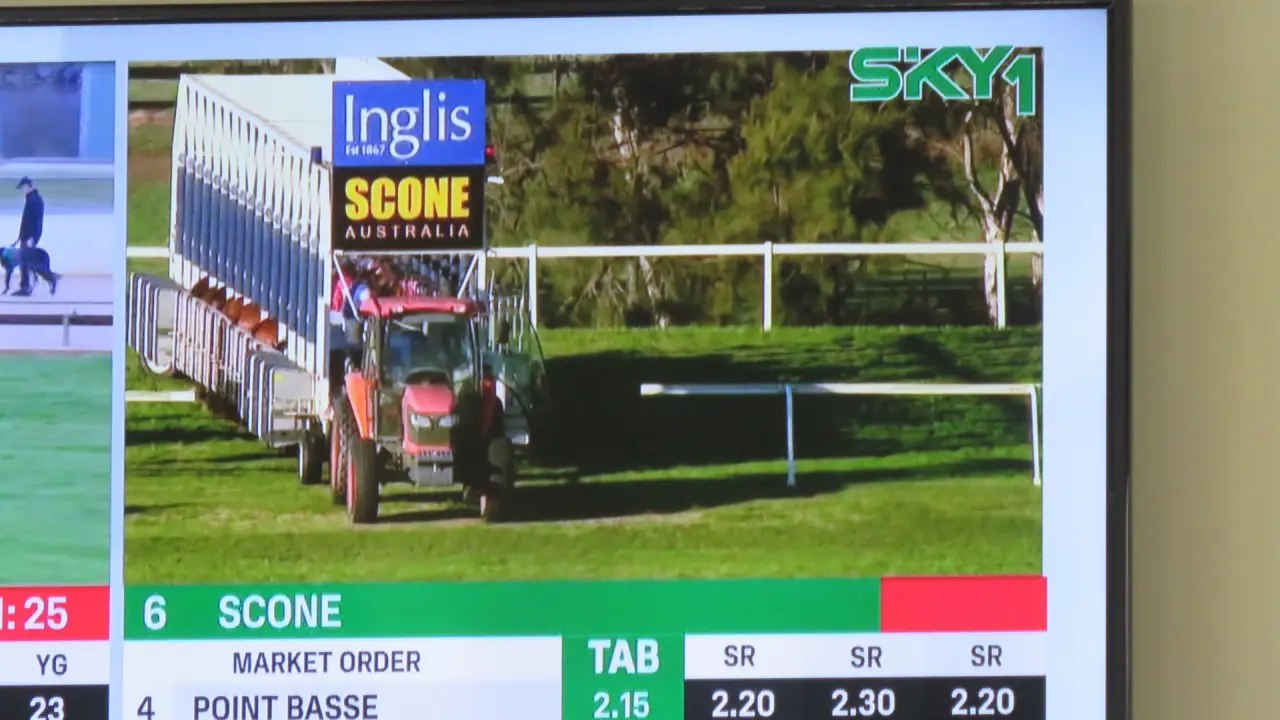 SKY1
Inglis
Est 1867
SCONE
AUSTRALIA
:25
6 SCONE
YG
MARKET ORDER TAB SR SR SR
23
4 POINT BASSE 2.15 2.20 2.30 2.20